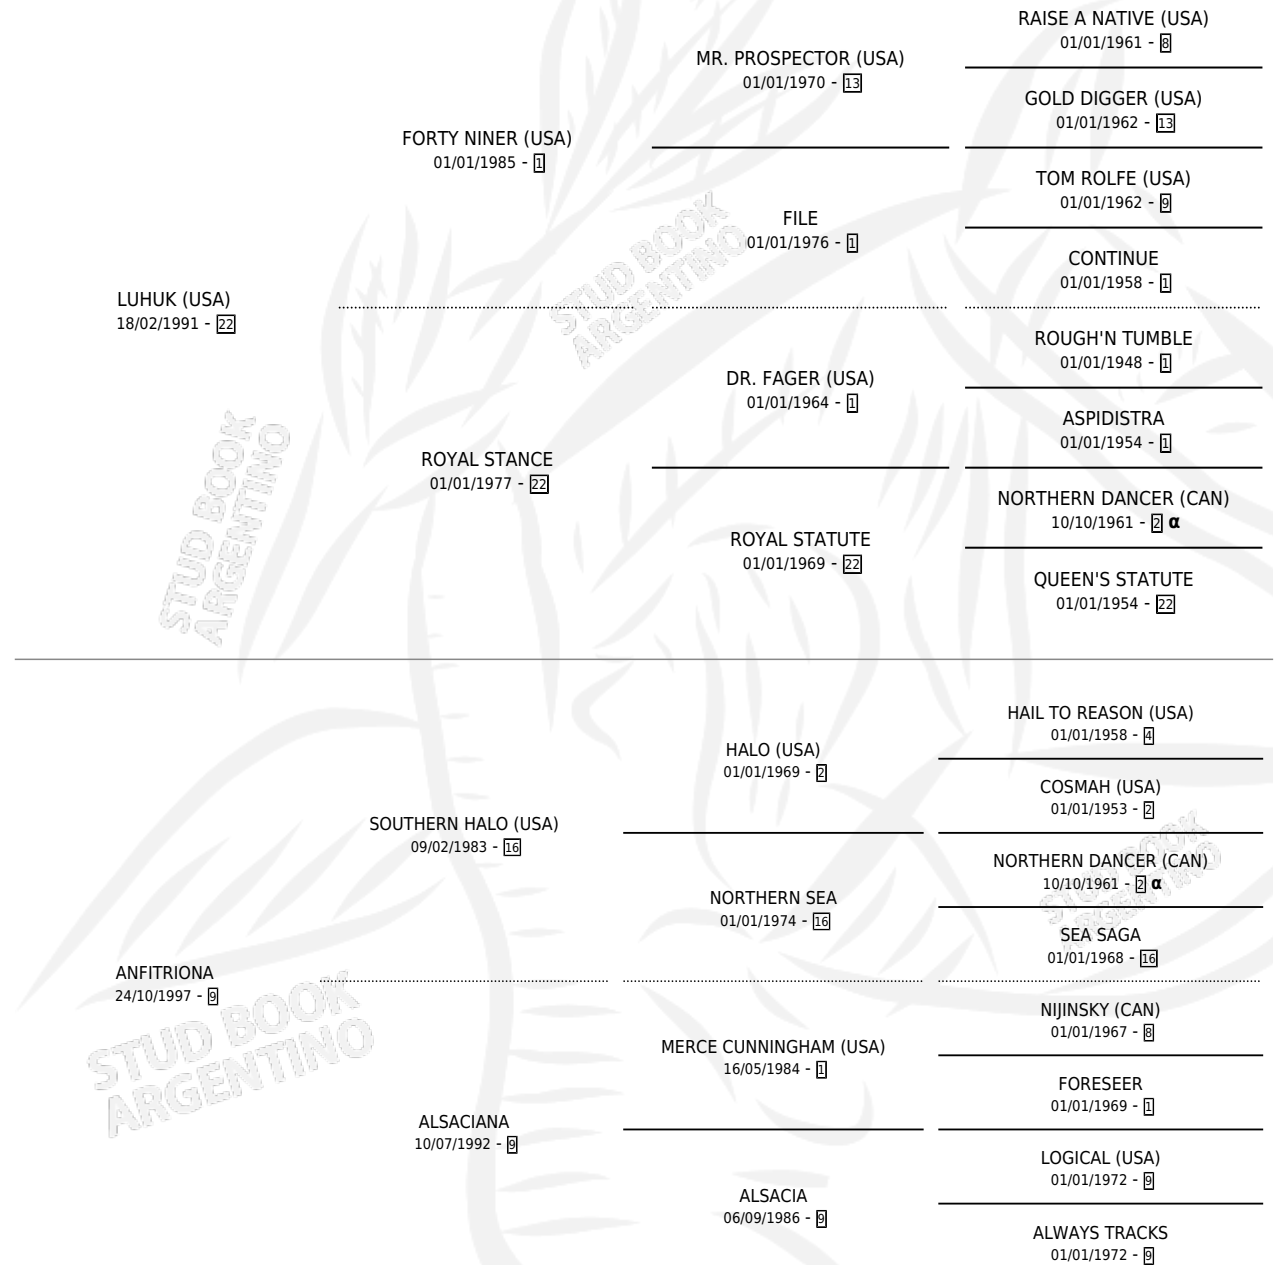 RAISE A NATIVE (USA)
01/01/1961 - 8
MR. PROSPECTOR (USA)
01/01/1970 - 13
GOLD DIGGER (USA)
01/01/1962 - 13
FORTY NINER (USA)
01/01/1985 - 1
TOM ROLFE (USA)
01/01/1962 - 9
FILE
01/01/1976 - 1
CONTINUE
01/01/1958 - 1
LUHUK (USA)
18/02/1991 - 22
ROUGH'N TUMBLE
01/01/1948 - 1
DR. FAGER (USA)
01/01/1964 - 1
ASPIDISTRA
01/01/1954 - 1
ROYAL STANCE
01/01/1977 - 22
NORTHERN DANCER (CAN)
10/10/1961 - 2 α
ROYAL STATUTE
01/01/1969 - 22
QUEEN'S STATUTE
01/01/1954 - 22
HAIL TO REASON (USA)
01/01/1958 - 4
HALO (USA)
01/01/1969 - 2
COSMAH (USA)
01/01/1953 - 2
SOUTHERN HALO (USA)
09/02/1983 - 16
NORTHERN DANCER (CAN)
10/10/1961 - 2 α
NORTHERN SEA
01/01/1974 - 16
SEA SAGA
01/01/1968 - 16
ANFITRIONA
24/10/1997 - 9
NIJINSKY (CAN)
01/01/1967 - 8
MERCE CUNNINGHAM (USA)
16/05/1984 - 1
FORESEER
01/01/1969 - 1
ALSACIANA
10/07/1992 - 9
LOGICAL (USA)
01/01/1972 - 9
ALSACIA
06/09/1986 - 9
ALWAYS TRACKS
01/01/1972 - 9
STUD BOOK
ARGENTINO
STUD BOOK
ARGENTINO
STUD BOOK
ARGENTINO
STUD BOOK
ARGENTINO